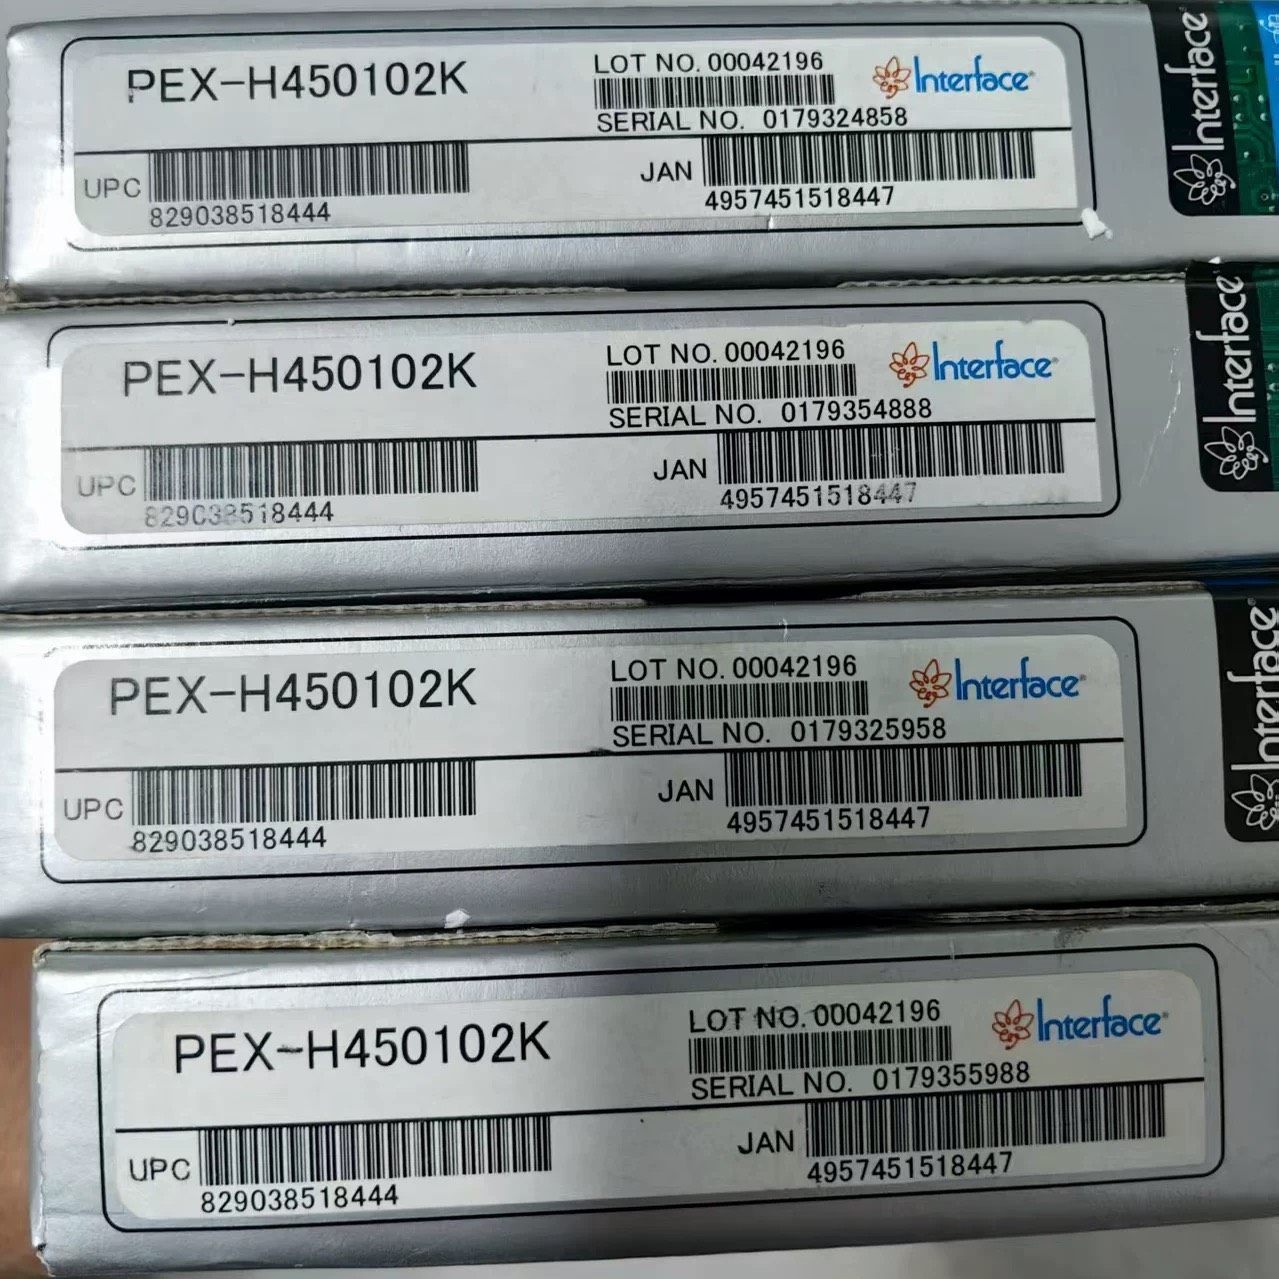 PEX-H450102K
LOT NO. 00042196
Interface
SERIAL NO. 0179324858
UPC
829038518444
JAN
4957451518447
Interface
PEX-H450102K
LOT NO. 00042196
Interface
SERIAL NO. 0179354888
UPC
829038518444
JAN
4957451518447
Interface
PEX-H450102K
LOT NO. 00042196
Interface
SERIAL NO. 0179325958
UPC
829038518444
JAN
4957451518447
Interface
PEX-H450102K
LOT NO. 00042196
Interface
SERIAL NO. 0179355988
UPC
829038518444
JAN
4957451518447